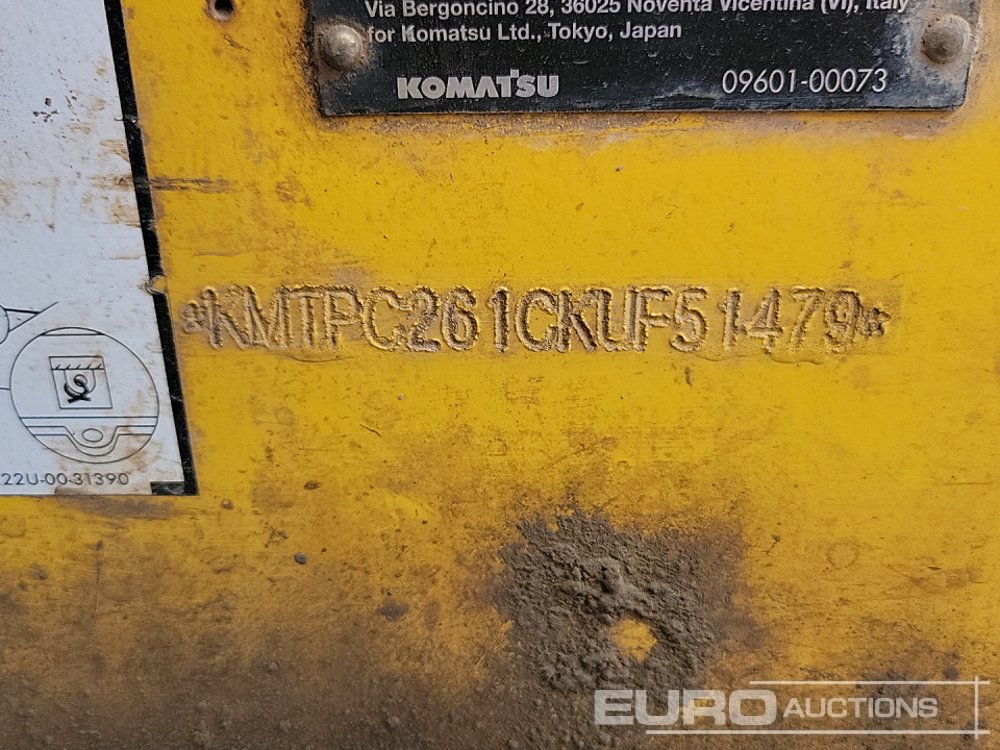 Via Bergoncino 28, 36025 Noventa Vicentina (VI), Italy
for Komatsu Ltd., Tokyo, Japan
KOMATSU 09601-00073
*KMTPC261CKUF51479*
22U-00-31390
EURO AUCTIONS